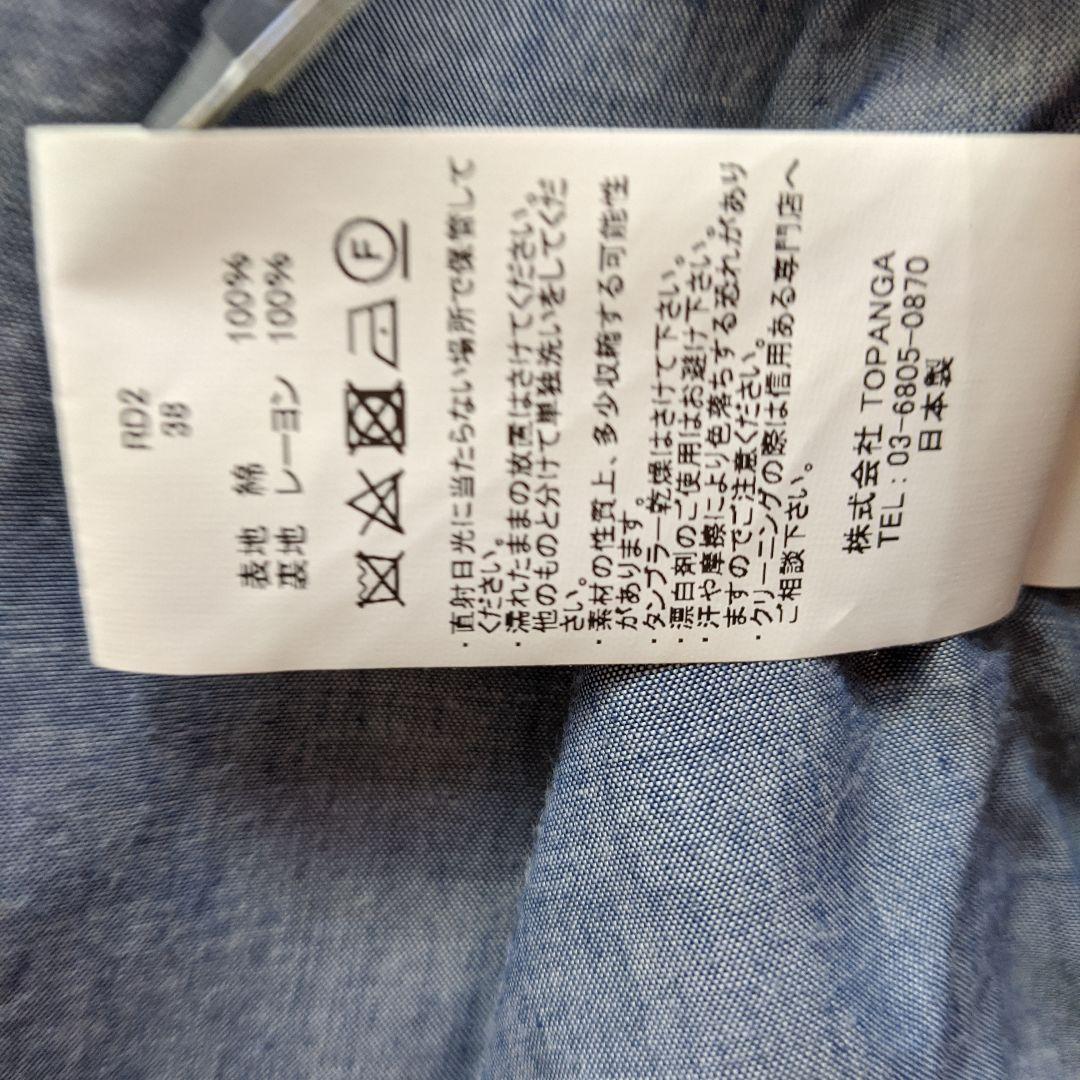 RD2
38
表地 綿 100%
裏地 レーヨン 100%
F
・直射日光に当たらない場所で保管して
ください。
・濡れたままの放置はさけてください。
・他のものと分けて単独洗いをしてくだ
さい。
・素材の性質上、多少収縮する可能性
があります。
・タンブラー乾燥はさけて下さい。
・漂白剤のご使用はお避け下さい。
・汗や摩擦により色落ちする恐れがあり
ますのでご注意ください。
・クリーニングの際は信用ある専門店へ
ご相談下さい。
株式会社 TOPANGA
TEL : 03-6805-0870
日本製